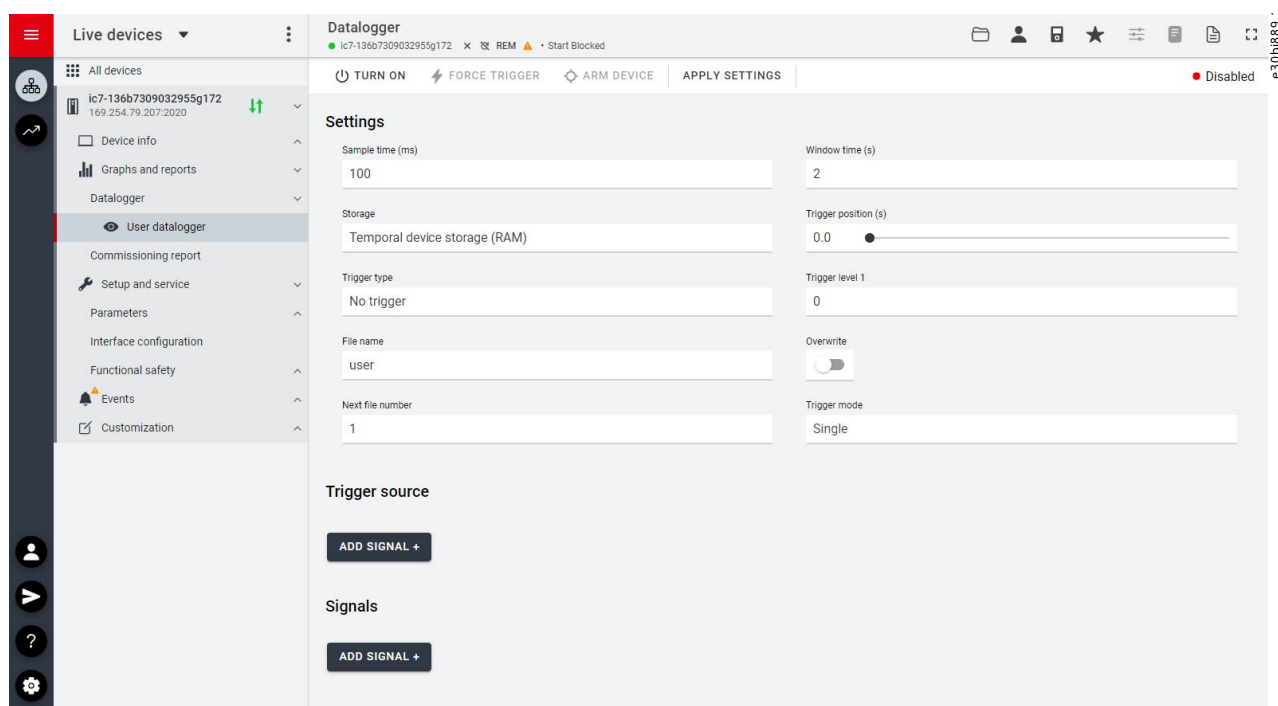 Live devices
Datalogger
ic7-136b7309032955g172 REM • Start Blocked
All devices
ic7-136b7309032955g172
169.254.79.207:2020
Device info
Graphs and reports
Datalogger
User datalogger
Commissioning report
Setup and service
Parameters
Interface configuration
Functional safety
Events
Customization
TURN ON FORCE TRIGGER ARM DEVICE APPLY SETTINGS Disabled
Settings
Sample time (ms) Window time (s)
100 2
Storage Trigger position (s)
Temporal device storage (RAM) 0.0
Trigger type Trigger level 1
No trigger 0
File name Overwrite
user
Next file number Trigger mode
1 Single
Trigger source
ADD SIGNAL +
Signals
ADD SIGNAL +
?